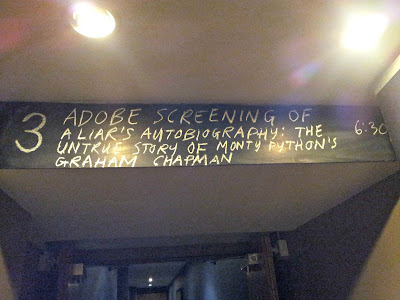 3 ADOBE SCREENING OF
A LIAR'S AUTOBIOGRAPHY: THE 6:30
UNTRUE STORY OF MONTY PYTHON'S
GRAHAM CHAPMAN